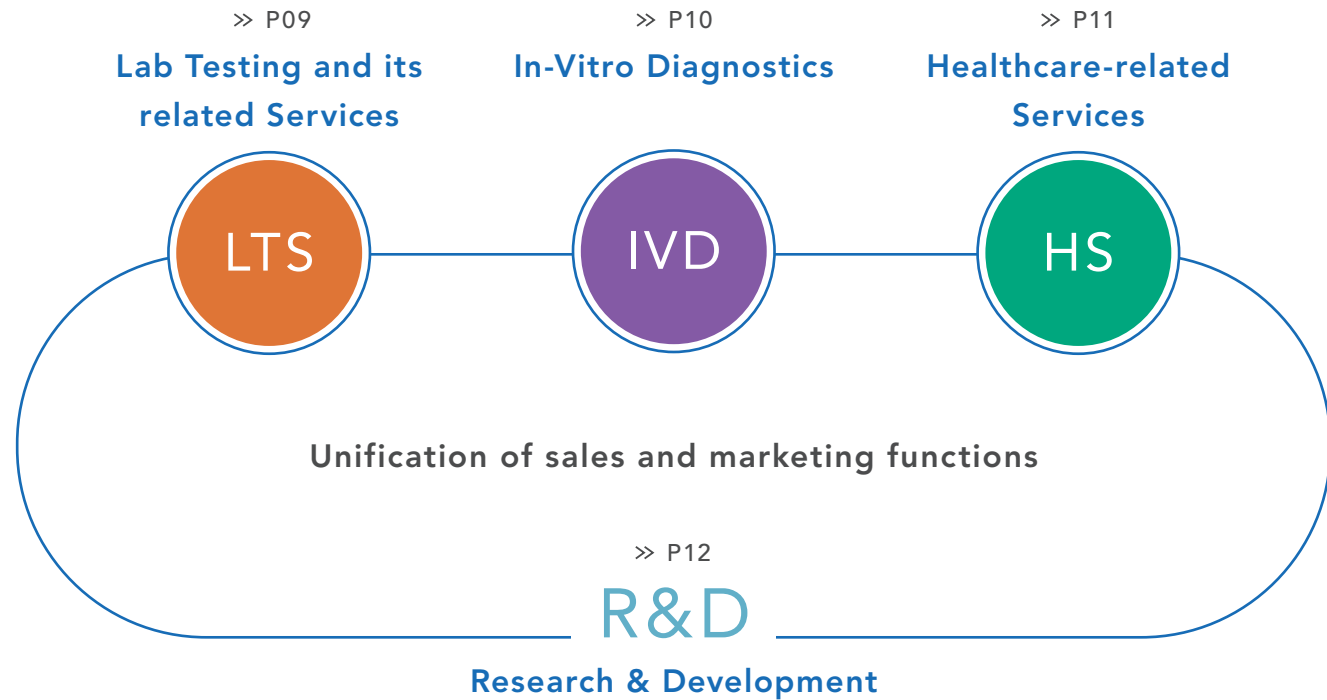 ≫ P09
Lab Testing and its
related Services
LTS
≫ P10
In-Vitro Diagnostics
IVD
≫ P11
Healthcare-related
Services
HS
Unification of sales and marketing functions
≫ P12
R&D
Research & Development